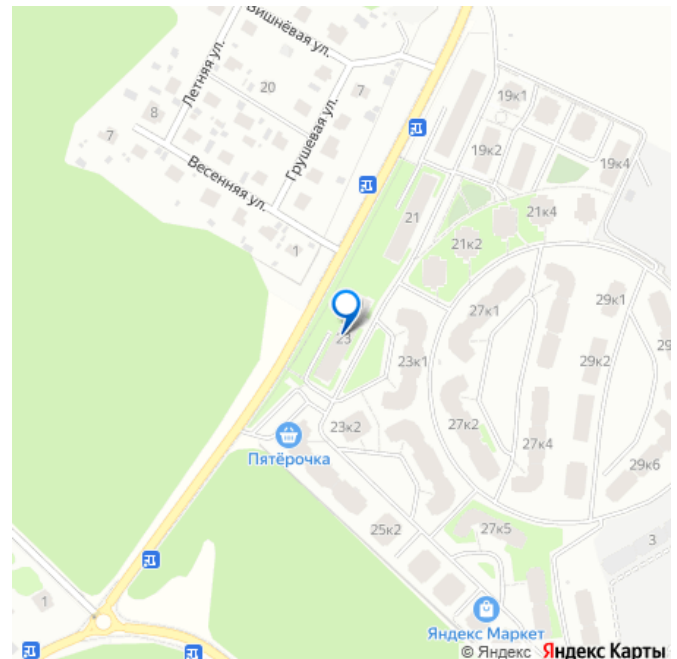 Вишнёвая ул.
Летняя ул.
20
7
8
Грушевая ул.
7
Весенняя ул.
1
19к1
19к2
19к4
21
21к4
21к2
27к1
29к1
23
23к1
29к2
29
27к2
23к2
27к4
Пятёрочка
29к6
25к2
27к5
3
1
Яндекс Маркет
© Яндекс Яндекс Карты